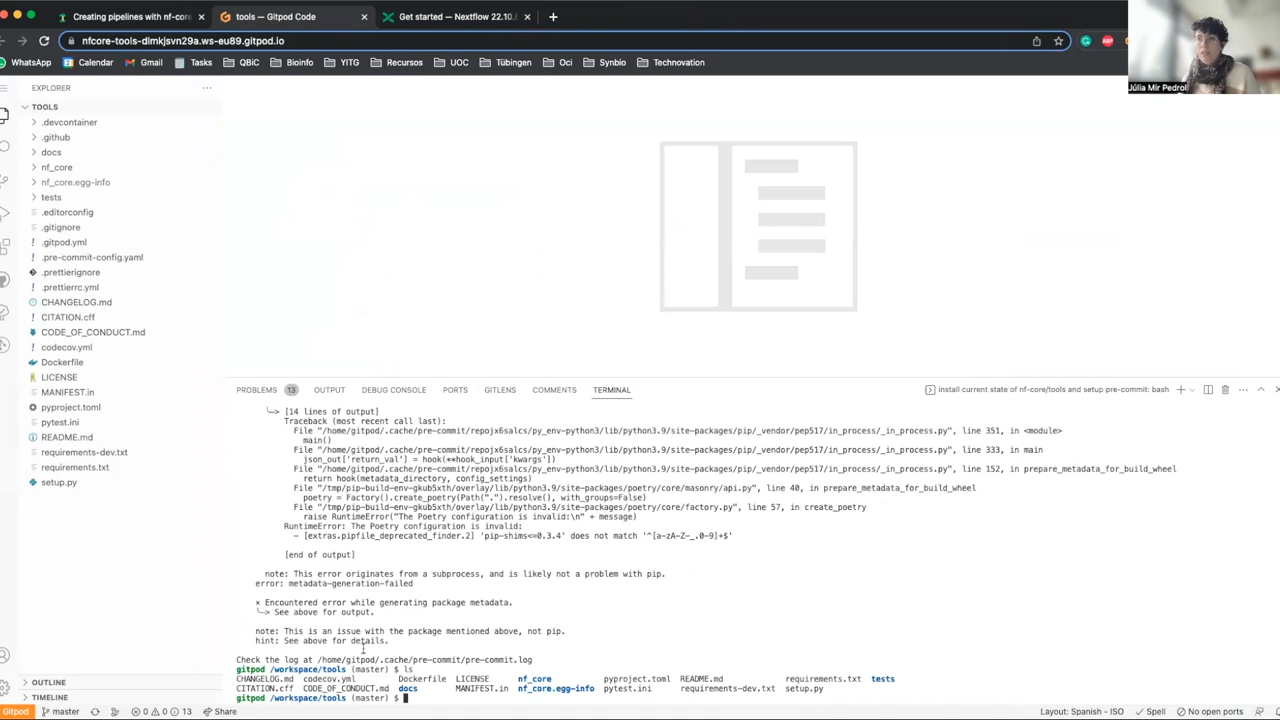 Creating pipelines with nf-core
tools — Gitpod Code
Get started — Nextflow 22.10.
nfcore-tools-dlmkjsvn29a.ws-eu89.gitpod.io
WhatsApp Calendar Gmail Tasks QBiC Bioinfo YITG Recursos UOC Tübingen Oci Synbio Technovation
ABP
Júlia Mir Pedrol
EXPLORER
TOOLS
.devcontainer
.github
docs
nf_core
nf_core.egg-info
tests
.editorconfig
.gitignore
.gitpod.yml
.pre-commit-config.yaml
.prettierignore
.prettierrc.yml
CHANGELOG.md
CITATION.cff
CODE_OF_CONDUCT.md
codecov.yml
Dockerfile
LICENSE
MANIFEST.in
pyproject.toml
pytest.ini
README.md
requirements-dev.txt
requirements.txt
setup.py
OUTLINE
TIMELINE
PROBLEMS 13 OUTPUT DEBUG CONSOLE PORTS GITLENS COMMENTS TERMINAL
install current state of nf-core/tools and setup pre-commit: bash
[14 lines of output]
Traceback (most recent call last):
File "/home/gitpod/.cache/pre-commit/repojx6salcs/py_env-python3/lib/python3.9/site-packages/pip/_vendor/pep517/in_process/_in_process.py", line 351, in <module>
main()
File "/home/gitpod/.cache/pre-commit/repojx6salcs/py_env-python3/lib/python3.9/site-packages/pip/_vendor/pep517/in_process/_in_process.py", line 333, in main
json_out['return_val'] = hook(**hook_input['kwargs'])
File "/home/gitpod/.cache/pre-commit/repojx6salcs/py_env-python3/lib/python3.9/site-packages/pip/_vendor/pep517/in_process/_in_process.py", line 152, in prepare_metadata_for_build_wheel
return hook(metadata_directory, config_settings)
File "/tmp/pip-build-env-gkub5xth/overlay/lib/python3.9/site-packages/poetry/core/masonry/api.py", line 40, in prepare_metadata_for_build_wheel
poetry = Factory().create_poetry(Path(".").resolve(), with_groups=False)
File "/tmp/pip-build-env-gkub5xth/overlay/lib/python3.9/site-packages/poetry/core/factory.py", line 57, in create_poetry
raise RuntimeError("The Poetry configuration is invalid:\n" + message)
RuntimeError: The Poetry configuration is invalid:
- [extras.pipfile_deprecated_finder.2] 'pip-shims<=0.3.4' does not match '^[a-zA-Z-_.0-9]+$'
[end of output]
note: This error originates from a subprocess, and is likely not a problem with pip.
error: metadata-generation-failed
× Encountered error while generating package metadata.
See above for output.
note: This is an issue with the package mentioned above, not pip.
hint: See above for details.
Check the log at /home/gitpod/.cache/pre-commit/pre-commit.log
gitpod /workspace/tools (master) $ ls
CHANGELOG.md codecov.yml Dockerfile LICENSE nf_core pyproject.toml README.md requirements.txt tests
CITATION.cff CODE_OF_CONDUCT.md docs MANIFEST.in nf_core.egg-info pytest.ini requirements-dev.txt setup.py
gitpod /workspace/tools (master) $
Gitpod master 0 0 13 Share Layout: Spanish - ISO Spell No open ports